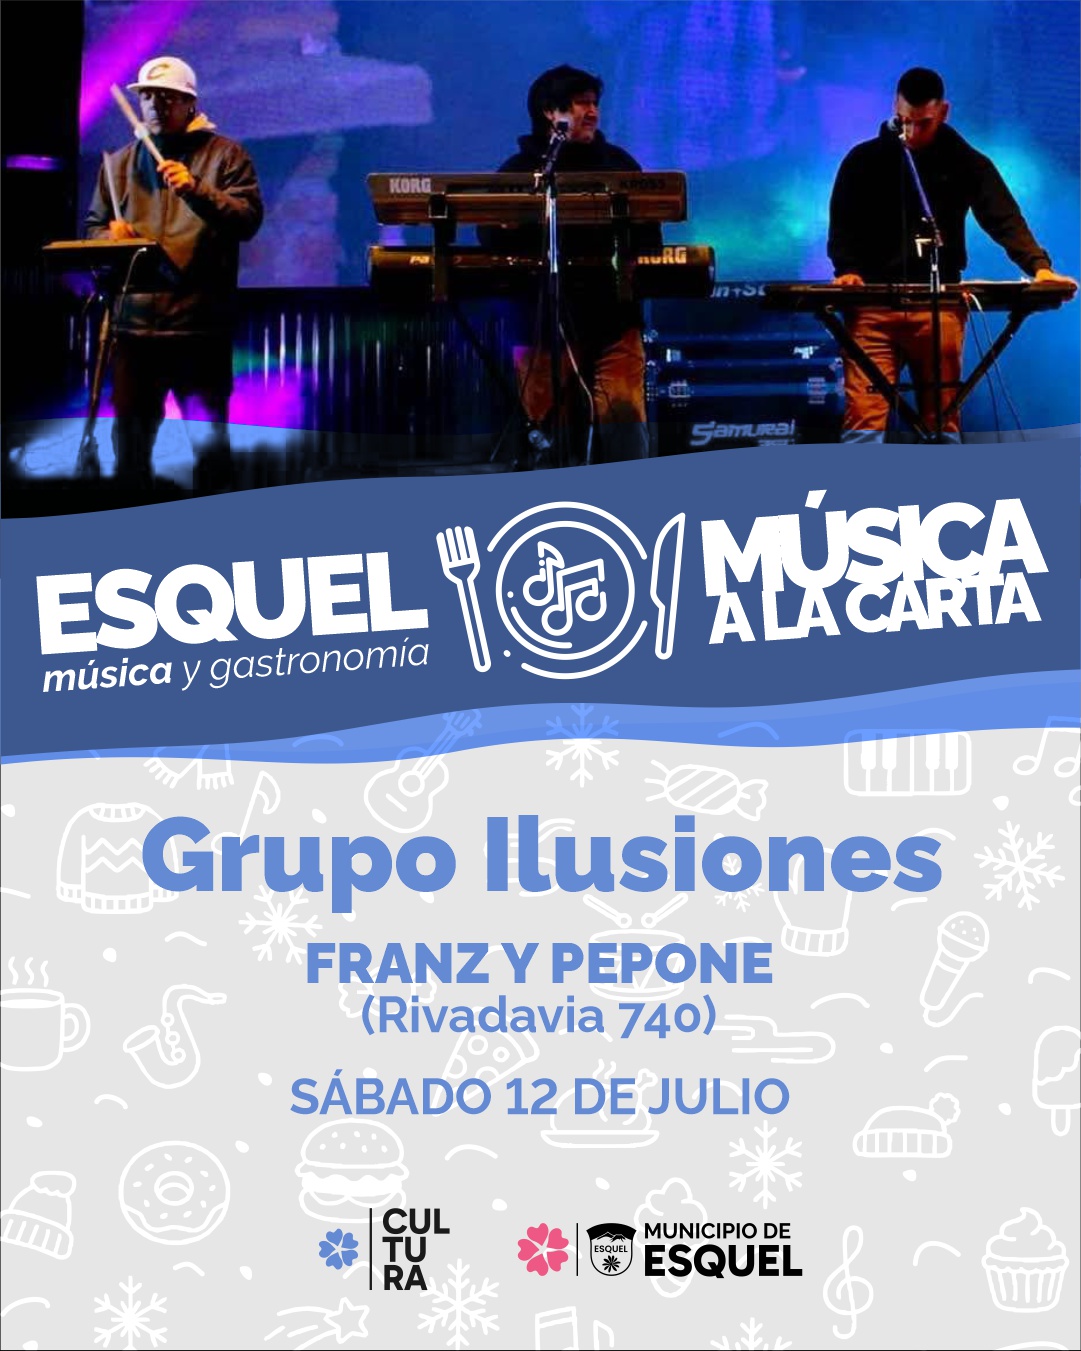 KORG
KROSS
KORG
Samurai
ESQUEL
música y gastronomía
MÚSICA
A LA CARTA
Grupo Ilusiones
FRANZ Y PEPONE
(Rivadavia 740)
SÁBADO 12 DE JULIO
CUL
TU
RA
ESQUEL
MUNICIPIO DE
ESQUEL